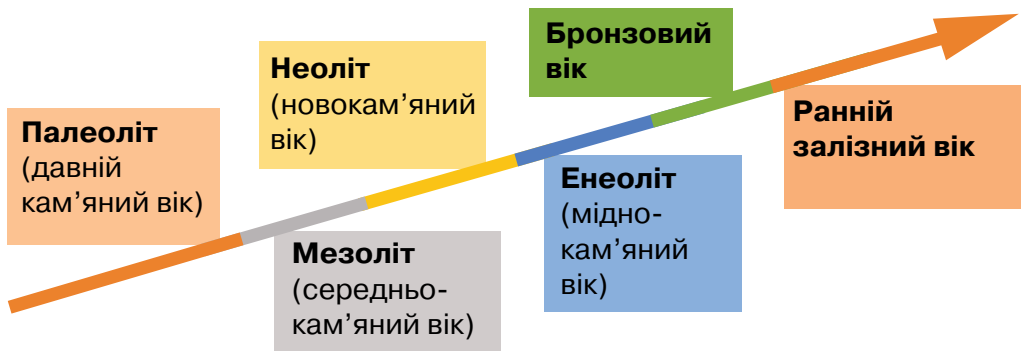 Палеоліт
(давній
кам’яний вік)
Мезоліт
(середньо-
кам’яний вік)
Неоліт
(новокам’яний
вік)
Енеоліт
(мідно-
кам’яний
вік)
Бронзовий
вік
Ранній
залізний вік